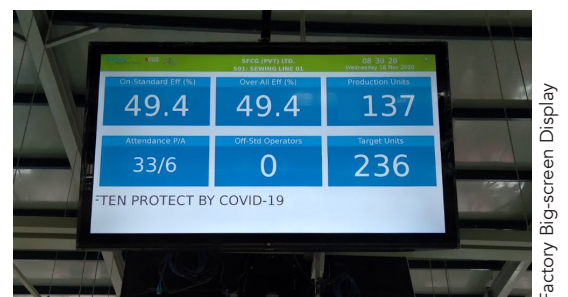 SFCG (PVT) LTD.
S01: SEWING LINE 01
08 30 20
Wednesday 18 Nov 2020
On-Standard Eff (%)
49.4
Over-All Eff (%)
49.4
Production Units
137
Attendance P/A
33/6
Off-Std Operators
0
Target Units
236
TEN PROTECT BY COVID-19
Factory Big-screen Display